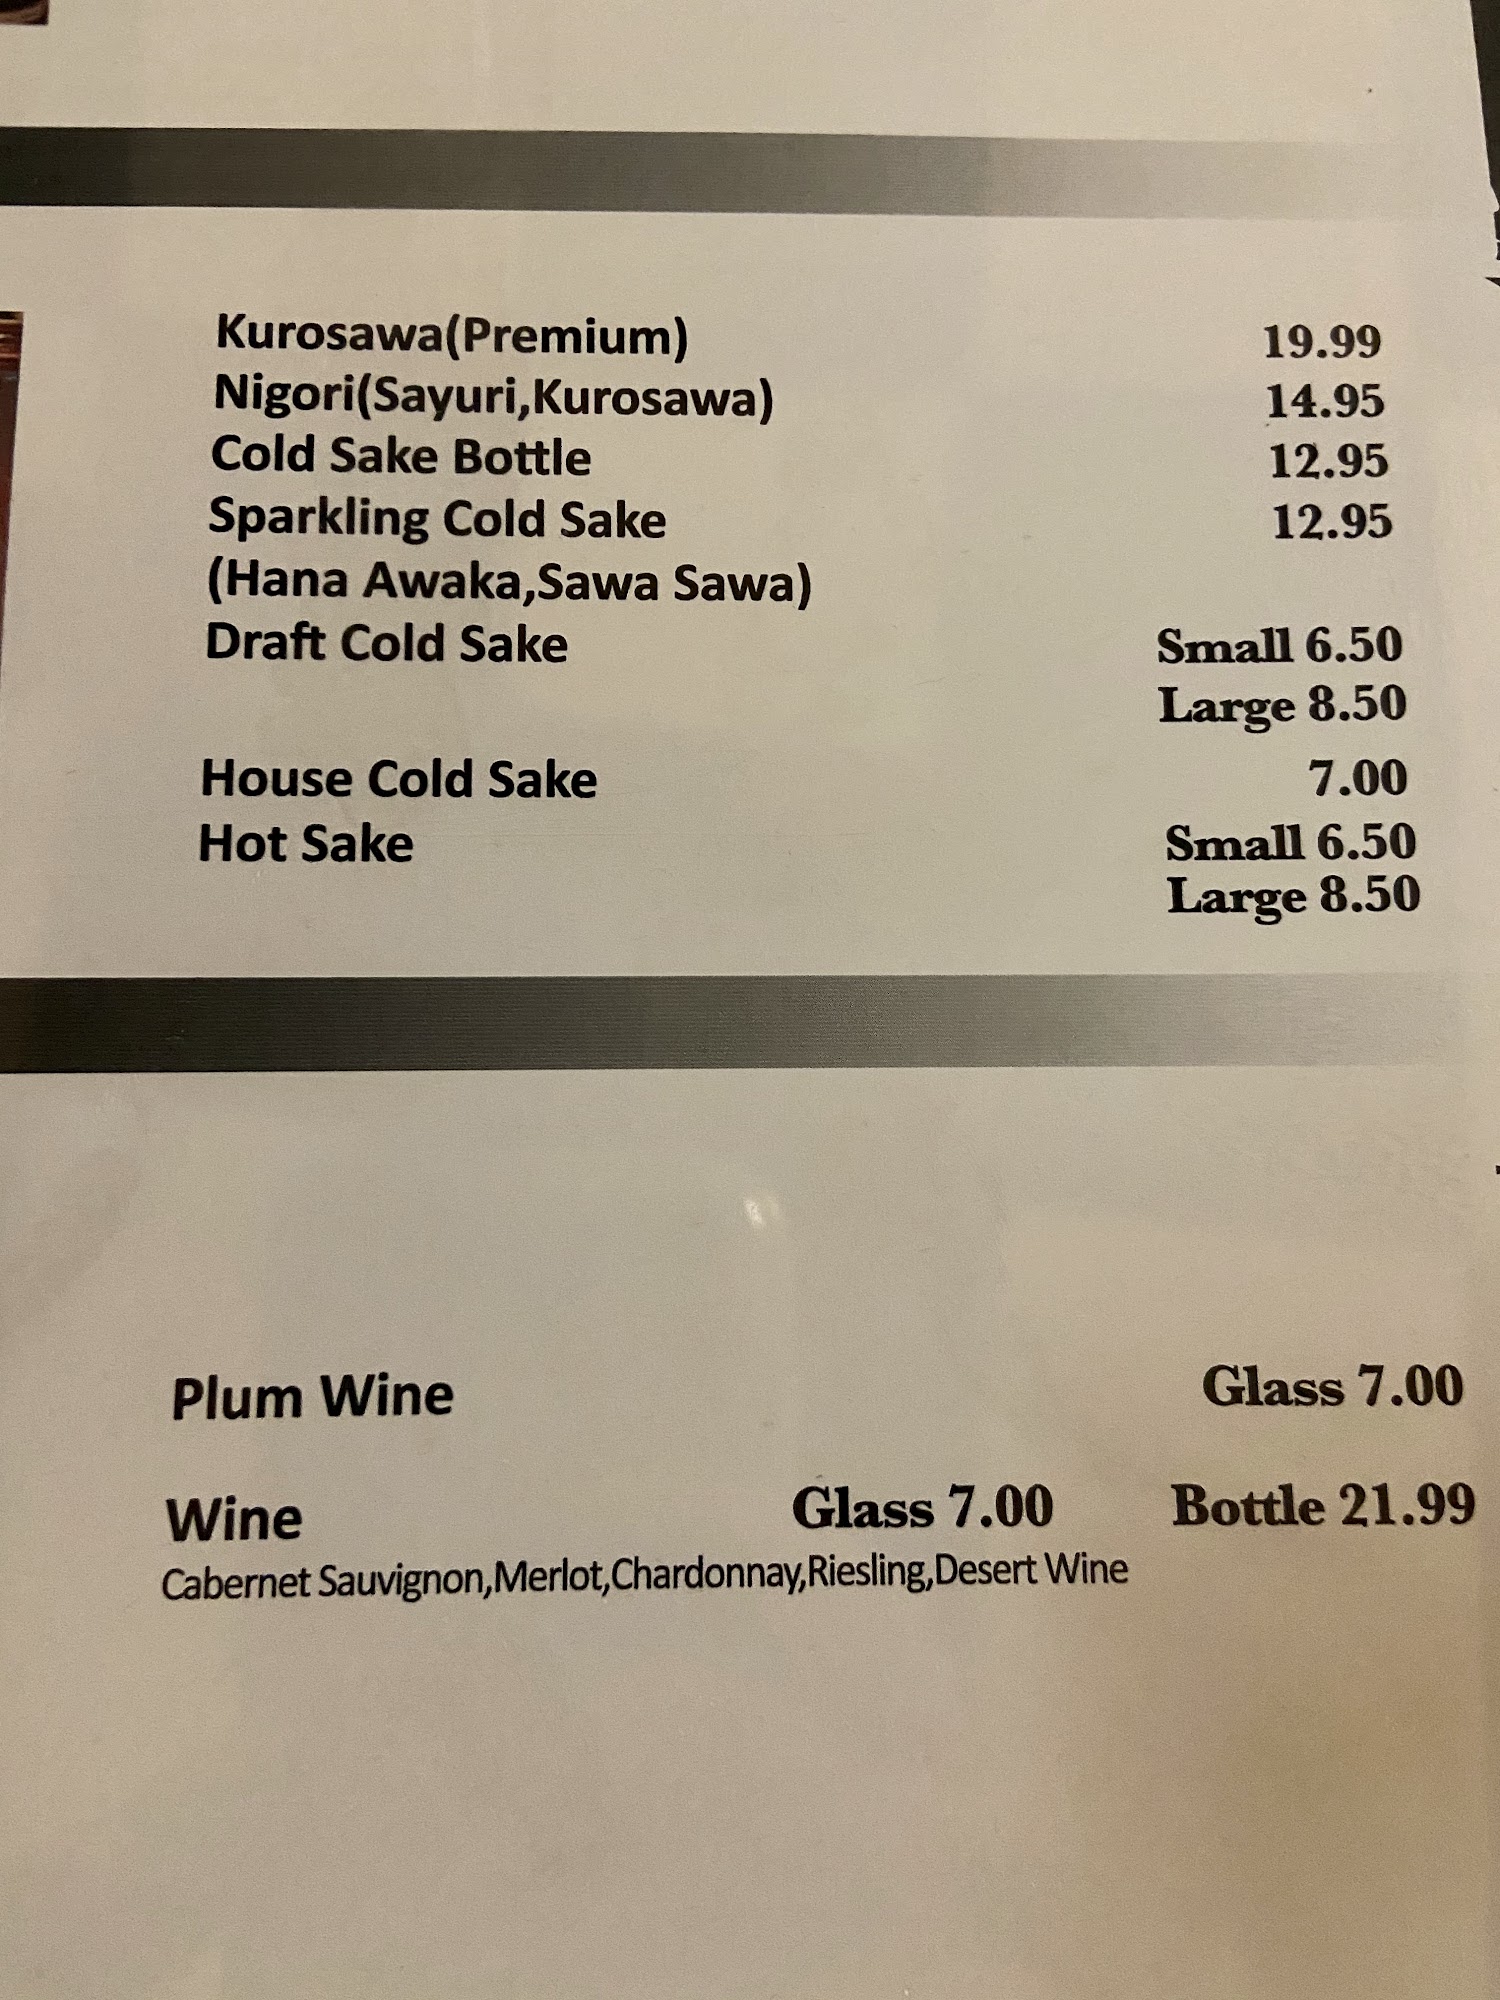 Kurosawa(Premium) 19.99
Nigori(Sayuri,Kurosawa) 14.95
Cold Sake Bottle 12.95
Sparkling Cold Sake 12.95
(Hana Awaka,Sawa Sawa)
Draft Cold Sake Small 6.50
Large 8.50
House Cold Sake 7.00
Hot Sake Small 6.50
Large 8.50
Plum Wine Glass 7.00
Wine Glass 7.00 Bottle 21.99
Cabernet Sauvignon,Merlot,Chardonnay,Riesling,Desert Wine